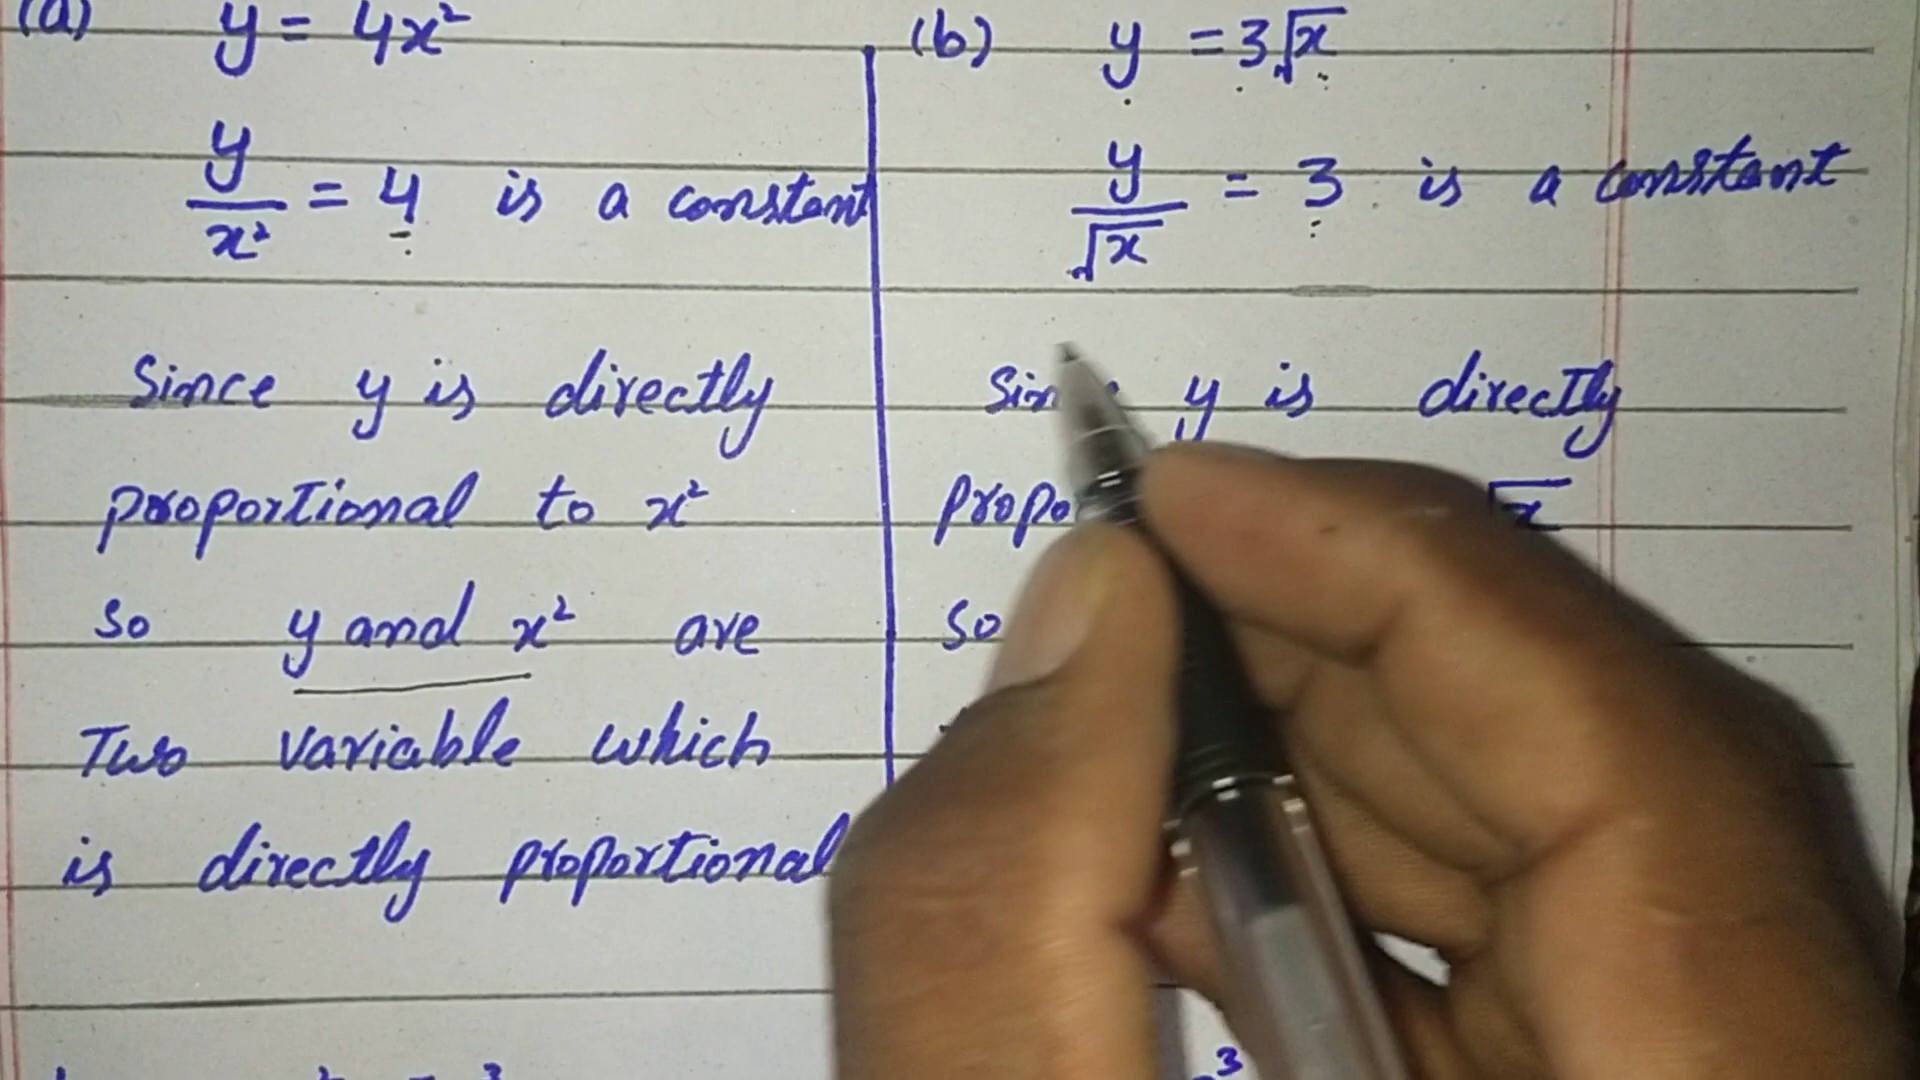 (a) y = 4x²
y/x² = 4 is a constant
Since y is directly
proportional to x²
so y and x² are
Two variable which
is directly proportional
(b) y = 3√x
y/√x = 3 is a constant
y is directly
√x
so